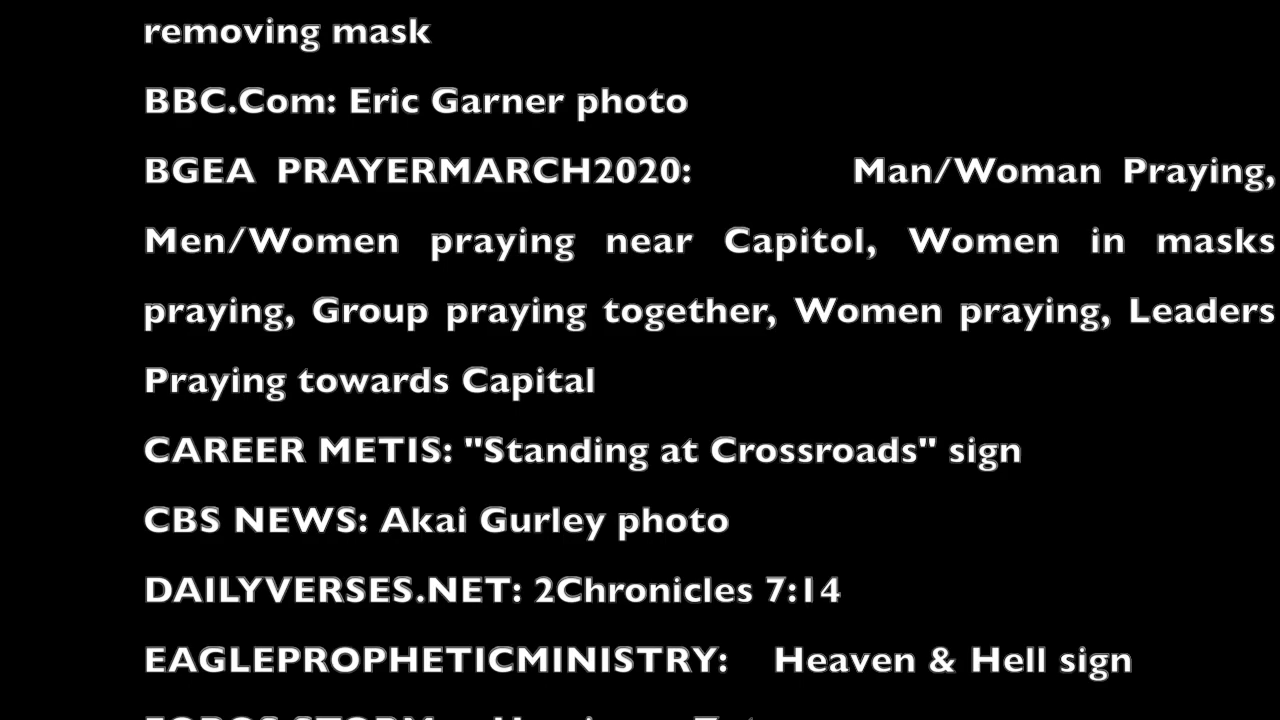 removing mask
BBC.Com: Eric Garner photo
BGEA PRAYERMARCH2020: Man/Woman Praying,
Men/Women praying near Capitol, Women in masks
praying, Group praying together, Women praying, Leaders
Praying towards Capital
CAREER METIS: "Standing at Crossroads" sign
CBS NEWS: Akai Gurley photo
DAILYVERSES.NET: 2Chronicles 7:14
EAGLEPROPHETICMINISTRY: Heaven & Hell sign